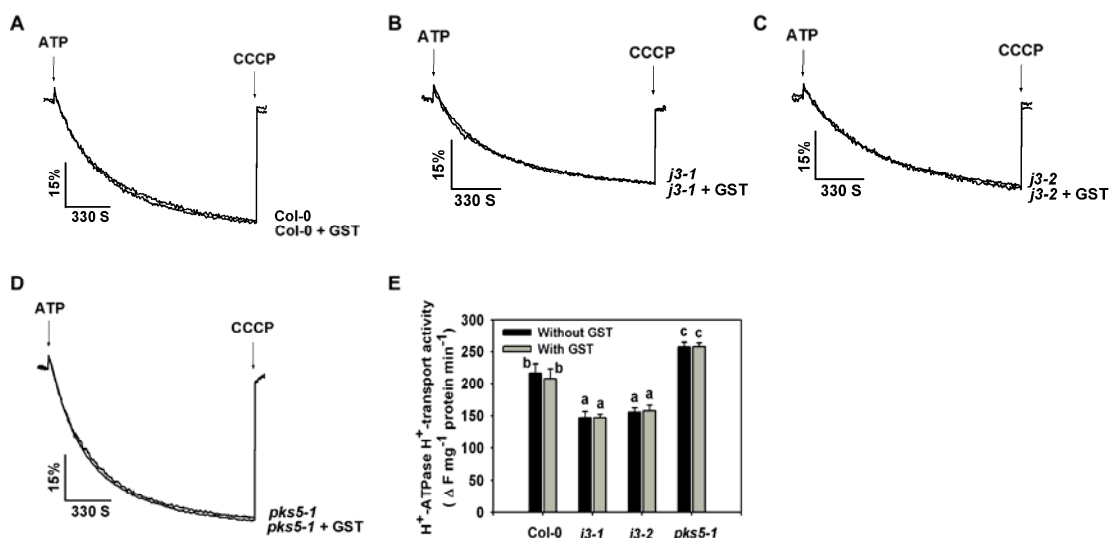 A
ATP
CCCP
15%
330 S
Col-0
Col-0 + GST
B
ATP
CCCP
15%
330 S
j3-1
j3-1 + GST
C
ATP
CCCP
15%
330 S
j3-2
j3-2 + GST
D
ATP
CCCP
15%
330 S
pks5-1
pks5-1 + GST
E
H+-ATPase H+-transport activity
( Δ F mg-1 protein min-1)
300
250
200
150
100
50
0
Without GST
With GST
b b
a a
a a
c c
Col-0 j3-1 j3-2 pks5-1